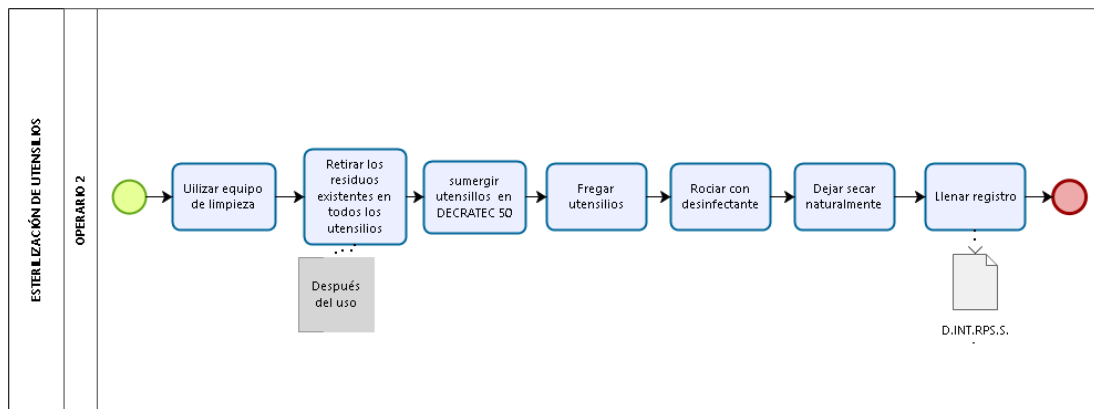 ESTERILIZACIÓN DE UTENSILIOS
OPERARIO 2
Utilizar equipo
de limpieza
Retirar los
residuos
existentes en
todos los
utensilios
sumergir
utensillos en
DECRATEC 50
Fregar
utensilios
Rociar con
desinfectante
Dejar secar
naturalmente
Llenar registro
Después
del uso
D.INT.RPS.S.